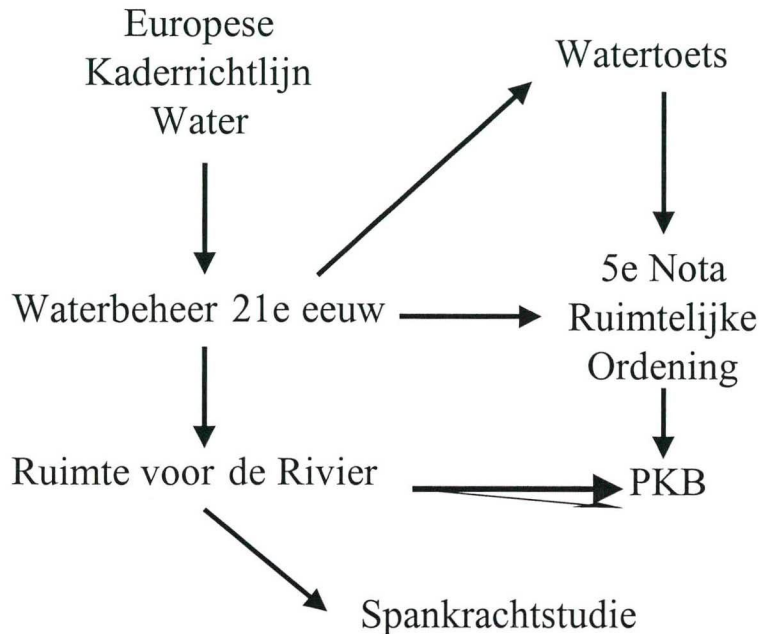 Europese
Kaderrichtlijn
Water
Watertoets
Waterbeheer 21e eeuw
5e Nota
Ruimtelijke
Ordening
Ruimte voor de Rivier
PKB
Spankrachtstudie